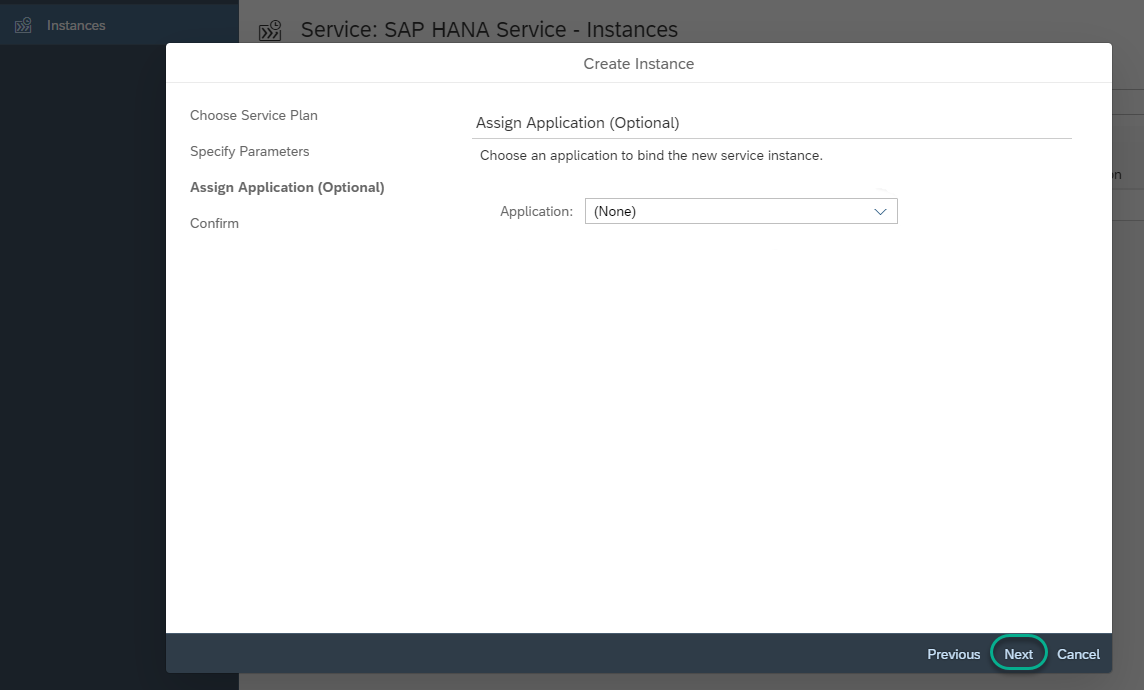 Instances
Service: SAP HANA Service - Instances
Create Instance
Choose Service Plan
Specify Parameters
Assign Application (Optional)
Confirm
Assign Application (Optional)
Choose an application to bind the new service instance.
Application: (None)
Previous Next Cancel